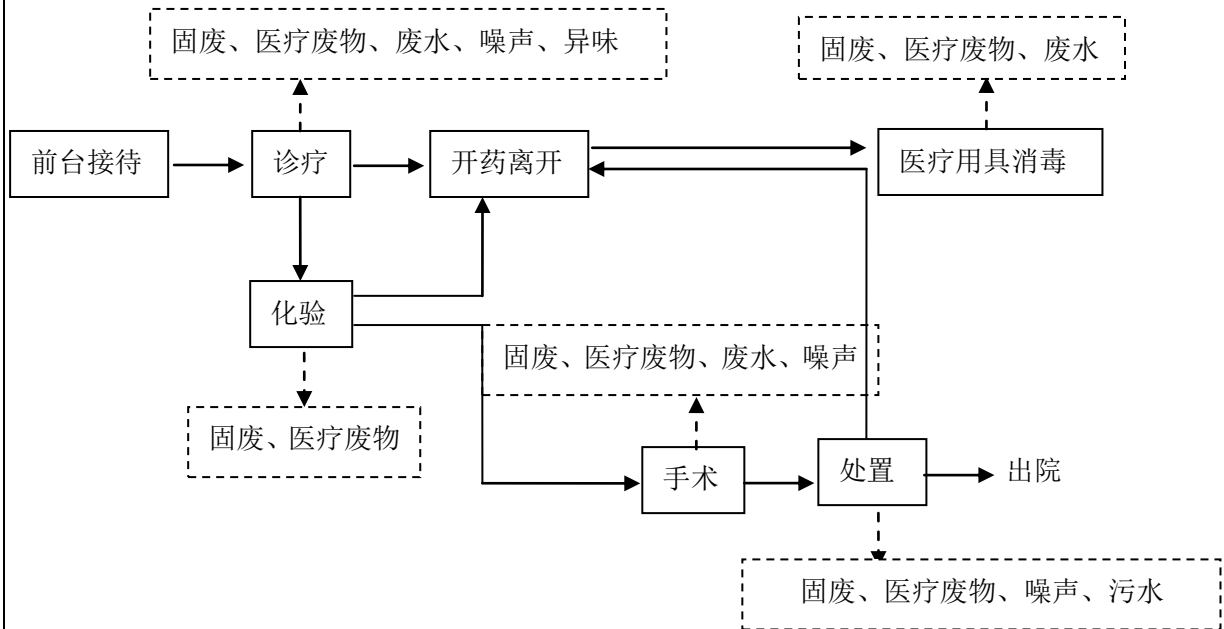 固废、医疗废物、废水、噪声、异味
固废、医疗废物、废水
前台接待
诊疗
开药离开
医疗用具消毒
化验
固废、医疗废物、废水、噪声
固废、医疗废物
手术
处置
出院
固废、医疗废物、噪声、污水